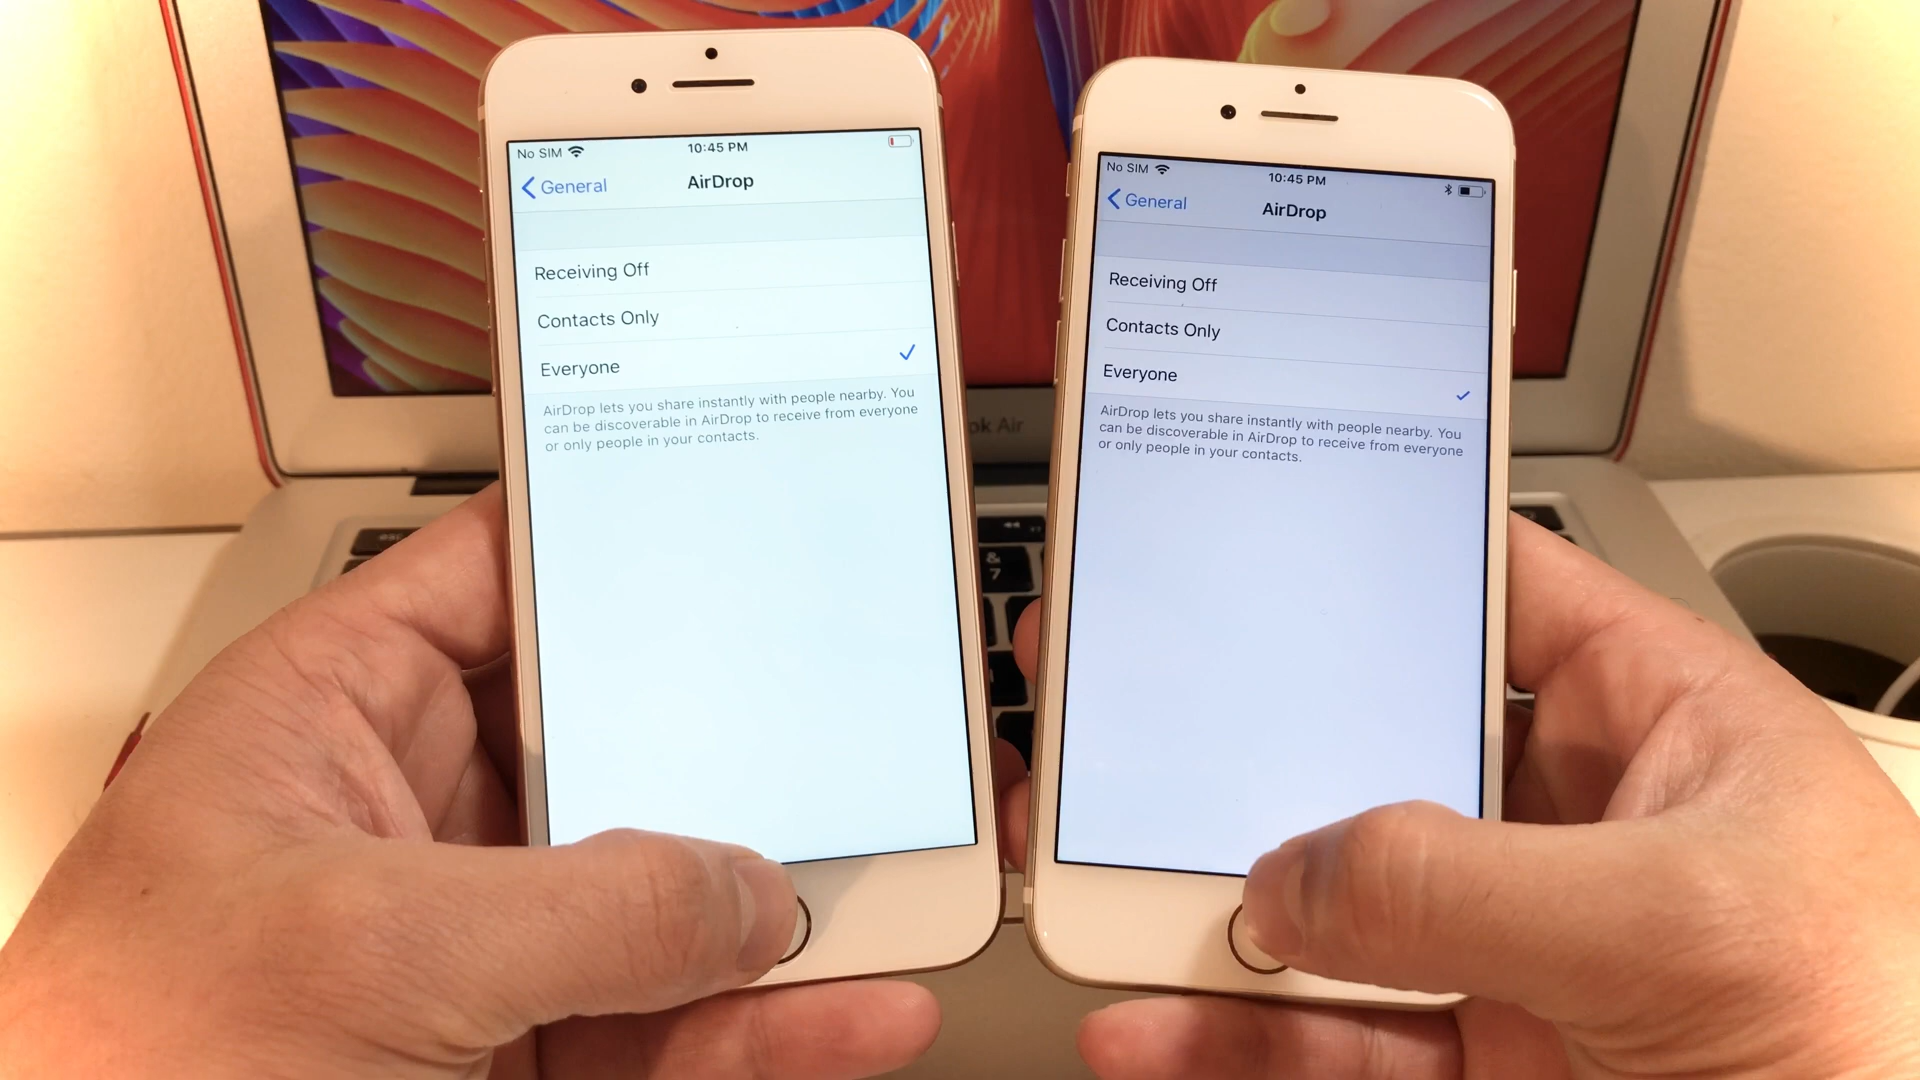 No SIM 10:45 PM
General AirDrop
Receiving Off
Contacts Only
Everyone
AirDrop lets you share instantly with people nearby. You
can be discoverable in AirDrop to receive from everyone
or only people in your contacts.
No SIM 10:45 PM
General AirDrop
Receiving Off
Contacts Only
Everyone
AirDrop lets you share instantly with people nearby. You
can be discoverable in AirDrop to receive from everyone
or only people in your contacts.
Air
esc
&
7